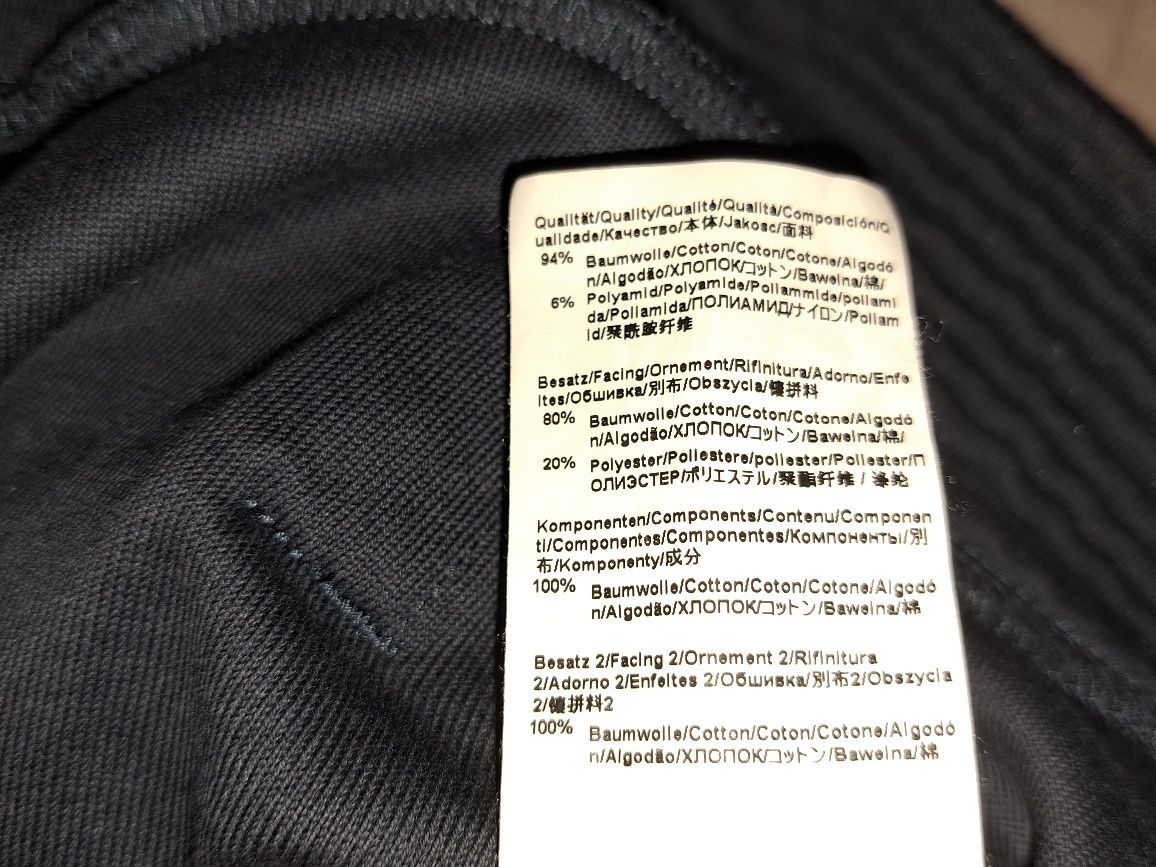 Qualität/Quality/Qualité/Qualità/Composición/Q
ualidade/Качество/本体/Jakosc/面料
94% Baumwolle/Cotton/Coton/Cotone/Algodó
n/Algodão/ХЛОПОК/コットン/Bawelna/棉/
6% Polyamid/Polyamide/Poliammide/poliami
da/Poliamida/ПОЛИАМИД/ナイロン/Poliam
id/聚酰胺纤维
Besatz/Facing/Ornement/Rifinitura/Adorno/Enfe
ites/Обшивка/別布/Obszycia/镶拼料
80% Baumwolle/Cotton/Coton/Cotone/Algodó
n/Algodão/ХЛОПОК/コットン/Bawelna/棉/
20% Polyester/Poliestere/poliester/Poliester/П
ОЛИЭСТЕР/ポリエステル/聚酯纤维 / 涤纶
Komponenten/Components/Contenu/Componen
ti/Componentes/Componentes/Компоненты/別
布/Komponenty/成分
100% Baumwolle/Cotton/Coton/Cotone/Algodó
n/Algodão/ХЛОПОК/コットン/Bawelna/棉
Besatz 2/Facing 2/Ornement 2/Rifinitura
2/Adorno 2/Enfeites 2/Обшивка/別布2/Obszycia
2/镶拼料2
100% Baumwolle/Cotton/Coton/Cotone/Algodó
n/Algodão/ХЛОПОК/コットン/Bawelna/棉